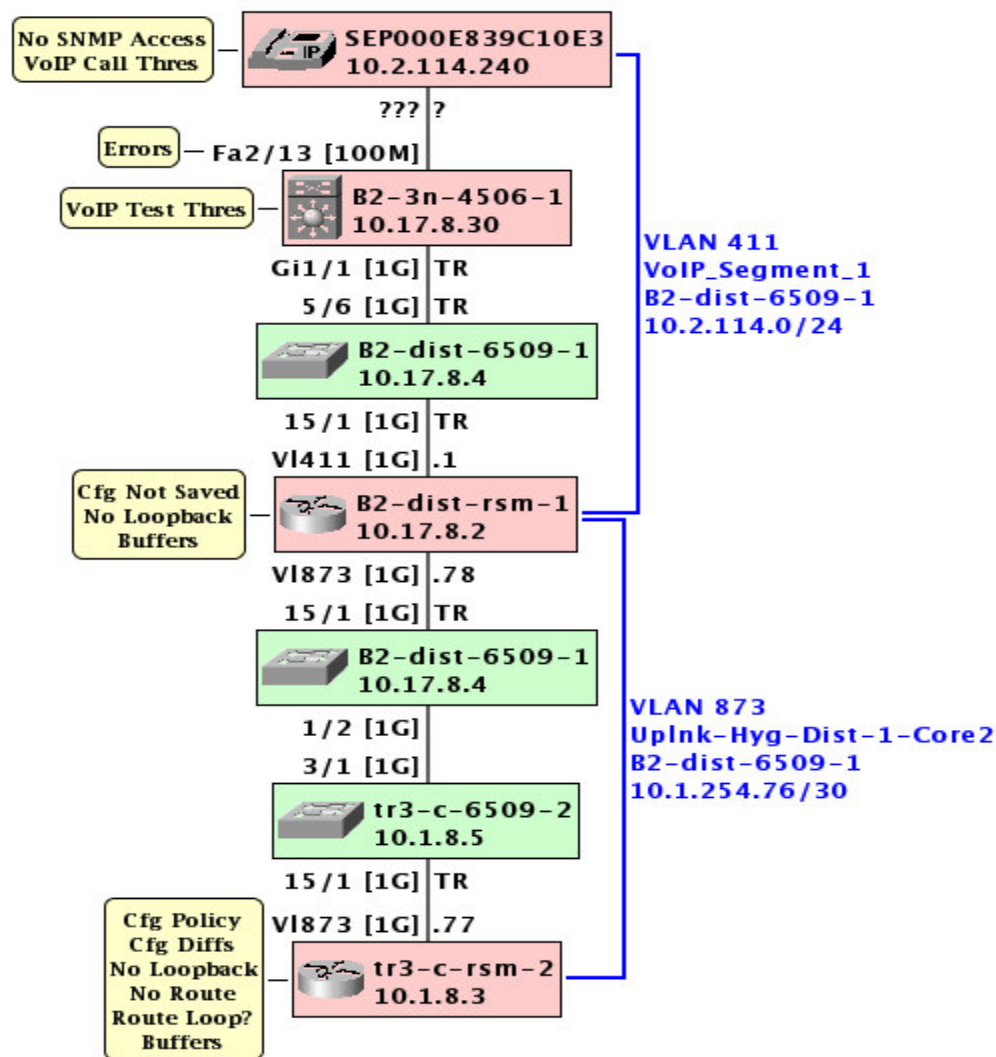 No SNMP Access
VoIP Call Thres
IP
SEP000E839C10E3
10.2.114.240
??? ?
Errors
Fa2/13 [100M]
VoIP Test Thres
B2-3n-4506-1
10.17.8.30
Gi1/1 [1G] TR
5/6 [1G] TR
VLAN 411
VoIP_Segment_1
B2-dist-6509-1
10.2.114.0/24
B2-dist-6509-1
10.17.8.4
15/1 [1G] TR
Vl411 [1G] .1
Cfg Not Saved
No Loopback
Buffers
B2-dist-rsm-1
10.17.8.2
Vl873 [1G] .78
15/1 [1G] TR
B2-dist-6509-1
10.17.8.4
1/2 [1G]
3/1 [1G]
VLAN 873
Uplnk-Hyg-Dist-1-Core2
B2-dist-6509-1
10.1.254.76/30
tr3-c-6509-2
10.1.8.5
15/1 [1G] TR
Vl873 [1G] .77
Cfg Policy
Cfg Diffs
No Loopback
No Route
Route Loop?
Buffers
tr3-c-rsm-2
10.1.8.3